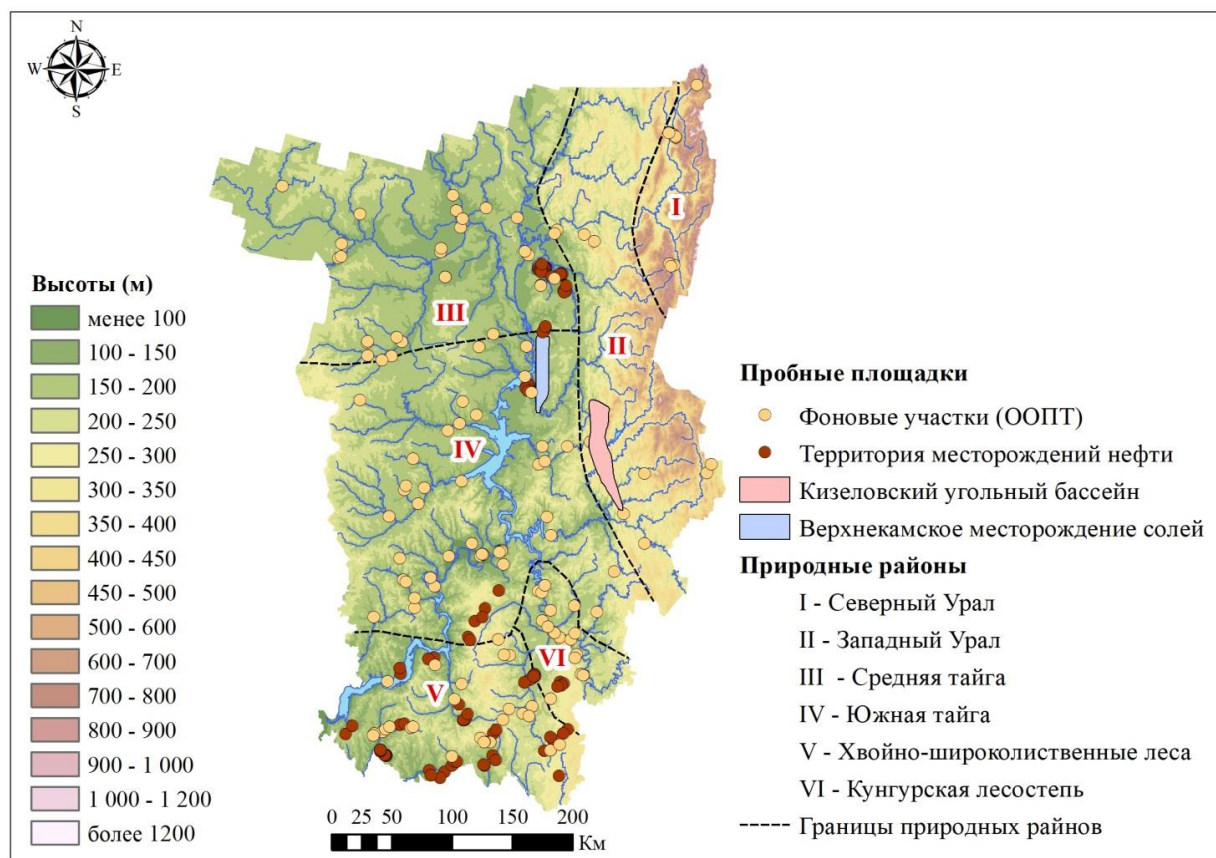 N
W E
S
I
II
III
IV
V
VI
Высоты (м)
менее 100
100 - 150
150 - 200
200 - 250
250 - 300
300 - 350
350 - 400
400 - 450
450 - 500
500 - 600
600 - 700
700 - 800
800 - 900
900 - 1 000
1 000 - 1 200
более 1200
Пробные площадки
Фоновые участки (ООПТ)
Территория месторождений нефти
Кизеловский угольный бассейн
Верхнекамское месторождение солей
Природные районы
I - Северный Урал
II - Западный Урал
III - Средняя тайга
IV - Южная тайга
V - Хвойно-широколиственные леса
VI - Кунгурская лесостепь
Границы природных райнов
0 25 50 100 150 200
Км